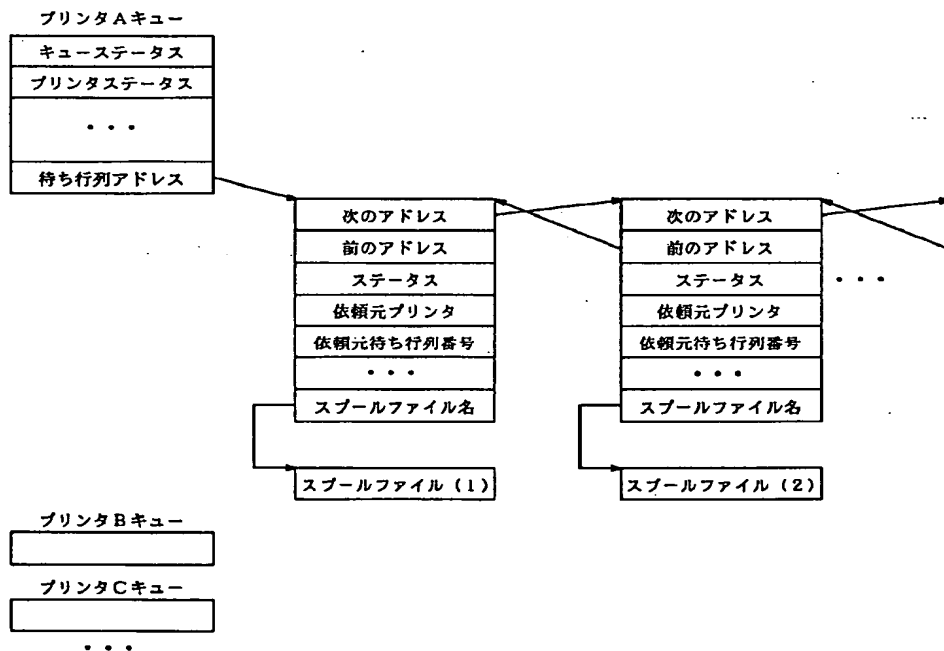 プリンタAキュー
キューステータス
プリンタステータス
・・・
待ち行列アドレス
次のアドレス
前のアドレス
ステータス
依頼元プリンタ
依頼元待ち行列番号
・・・
スプールファイル名
スプールファイル(1)
次のアドレス
前のアドレス
ステータス
依頼元プリンタ
依頼元待ち行列番号
・・・
スプールファイル名
スプールファイル(2)
・・・
プリンタBキュー
プリンタCキュー
・・・